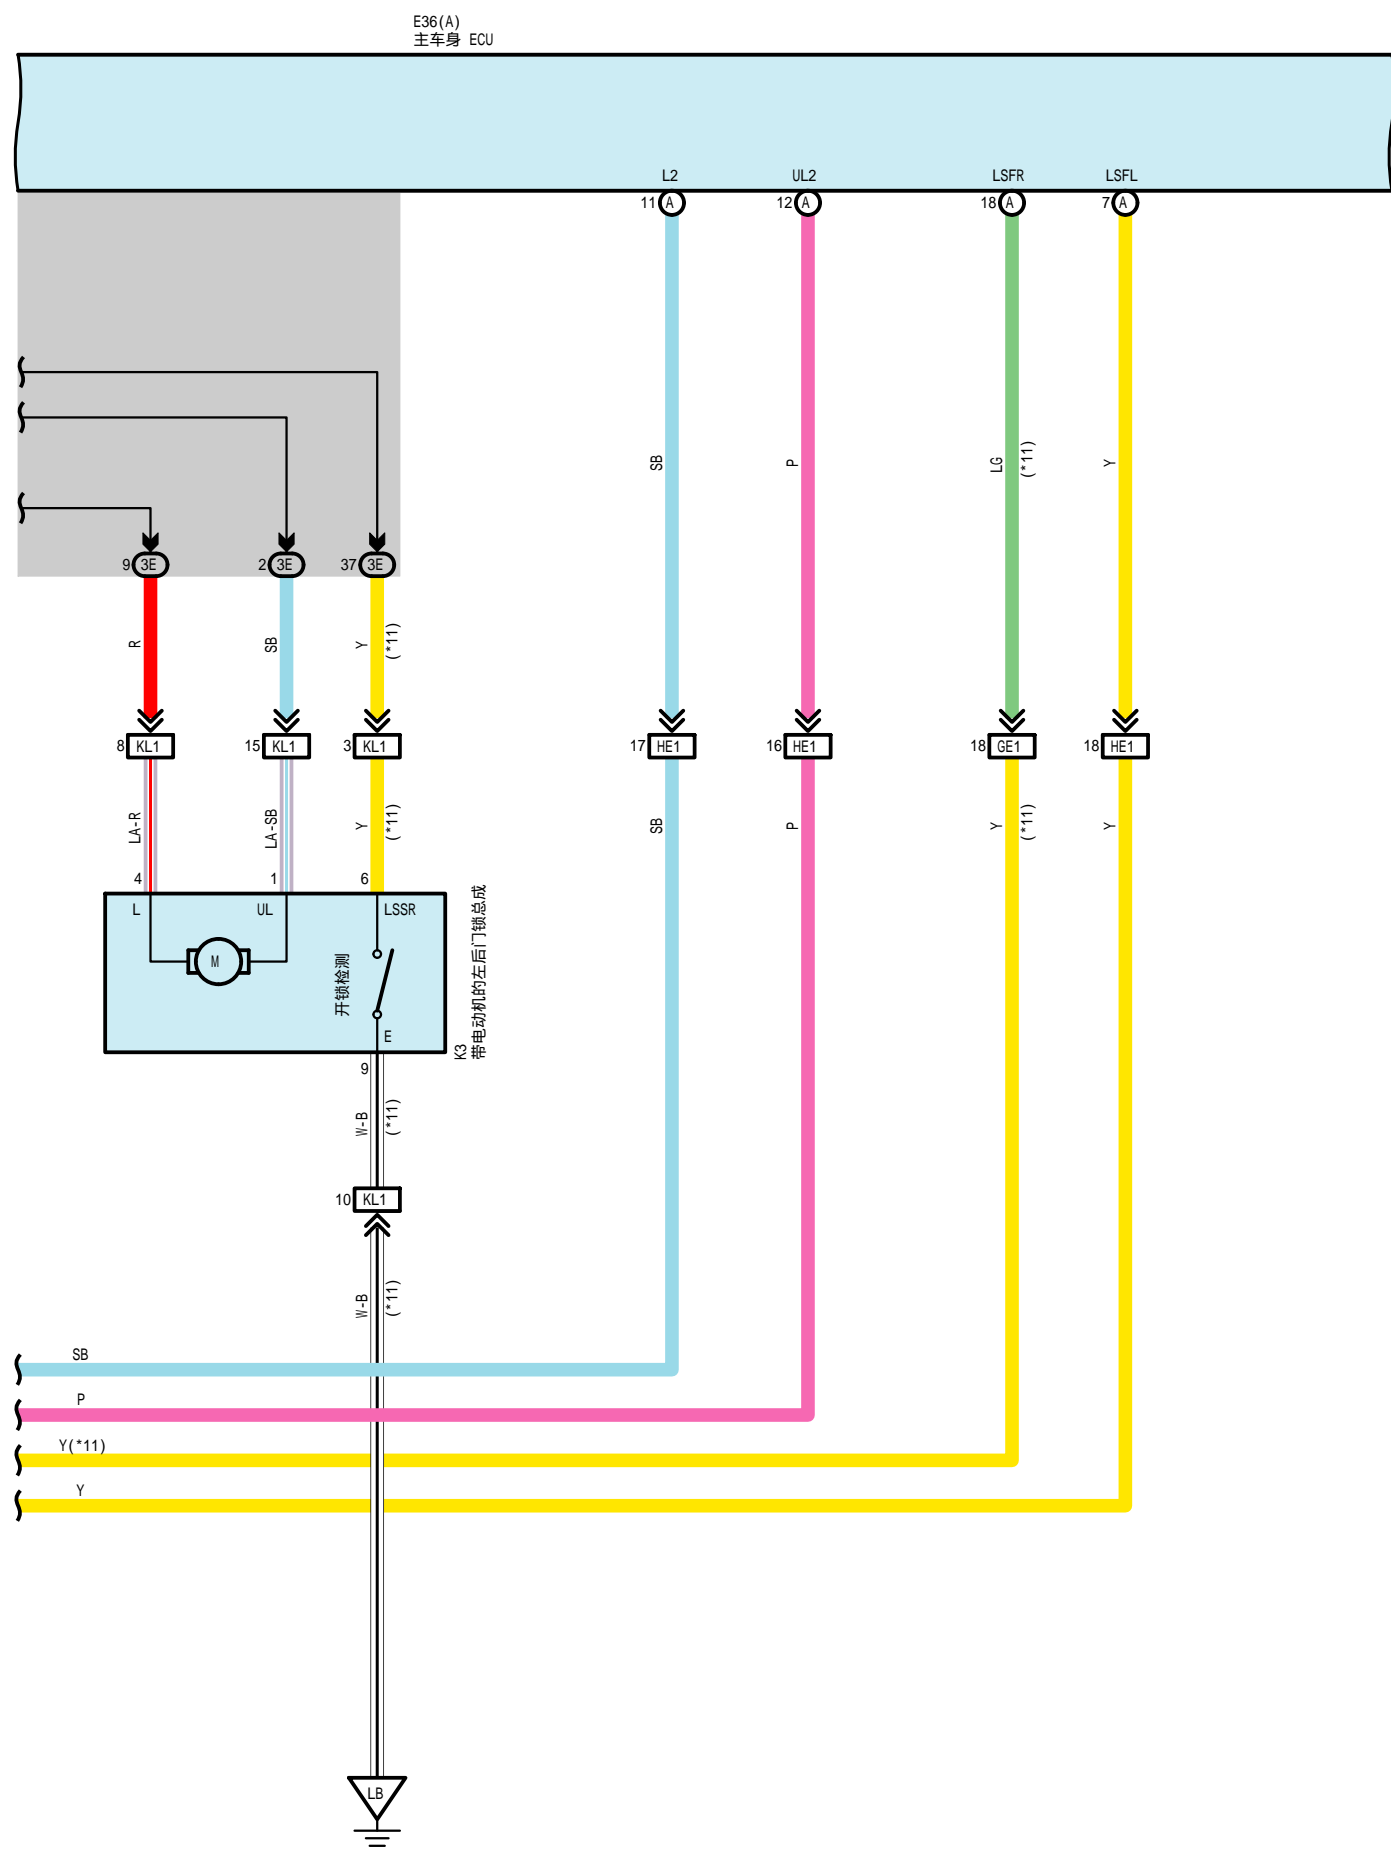 E36(A)
主车身 ECU
L2
UL2
LSFR
LSFL
11 A
12 A
18 A
7 A
SB
P
LG
(*11)
Y
9 3E
2 3E
37 3E
R
SB
Y
(*11)
8 KL1
15 KL1
3 KL1
17 HE1
16 HE1
18 GE1
18 HE1
LA-R
LA-SB
Y
(*11)
SB
P
Y
(*11)
Y
4
1
6
L
UL
LSSR
M
开锁检测
E
K3
带电动机的左后门锁总成
9
W-B
(*11)
10 KL1
W-B
(*11)
SB
P
Y(*11)
Y
LB